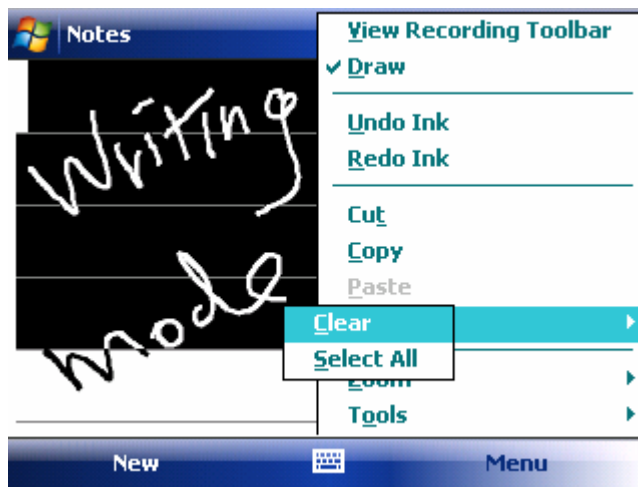 Notes
Writing
mode
View Recording Toolbar
Draw
Undo Ink
Redo Ink
Cut
Copy
Paste
Clear
Select All
Zoom
Tools
New
Menu